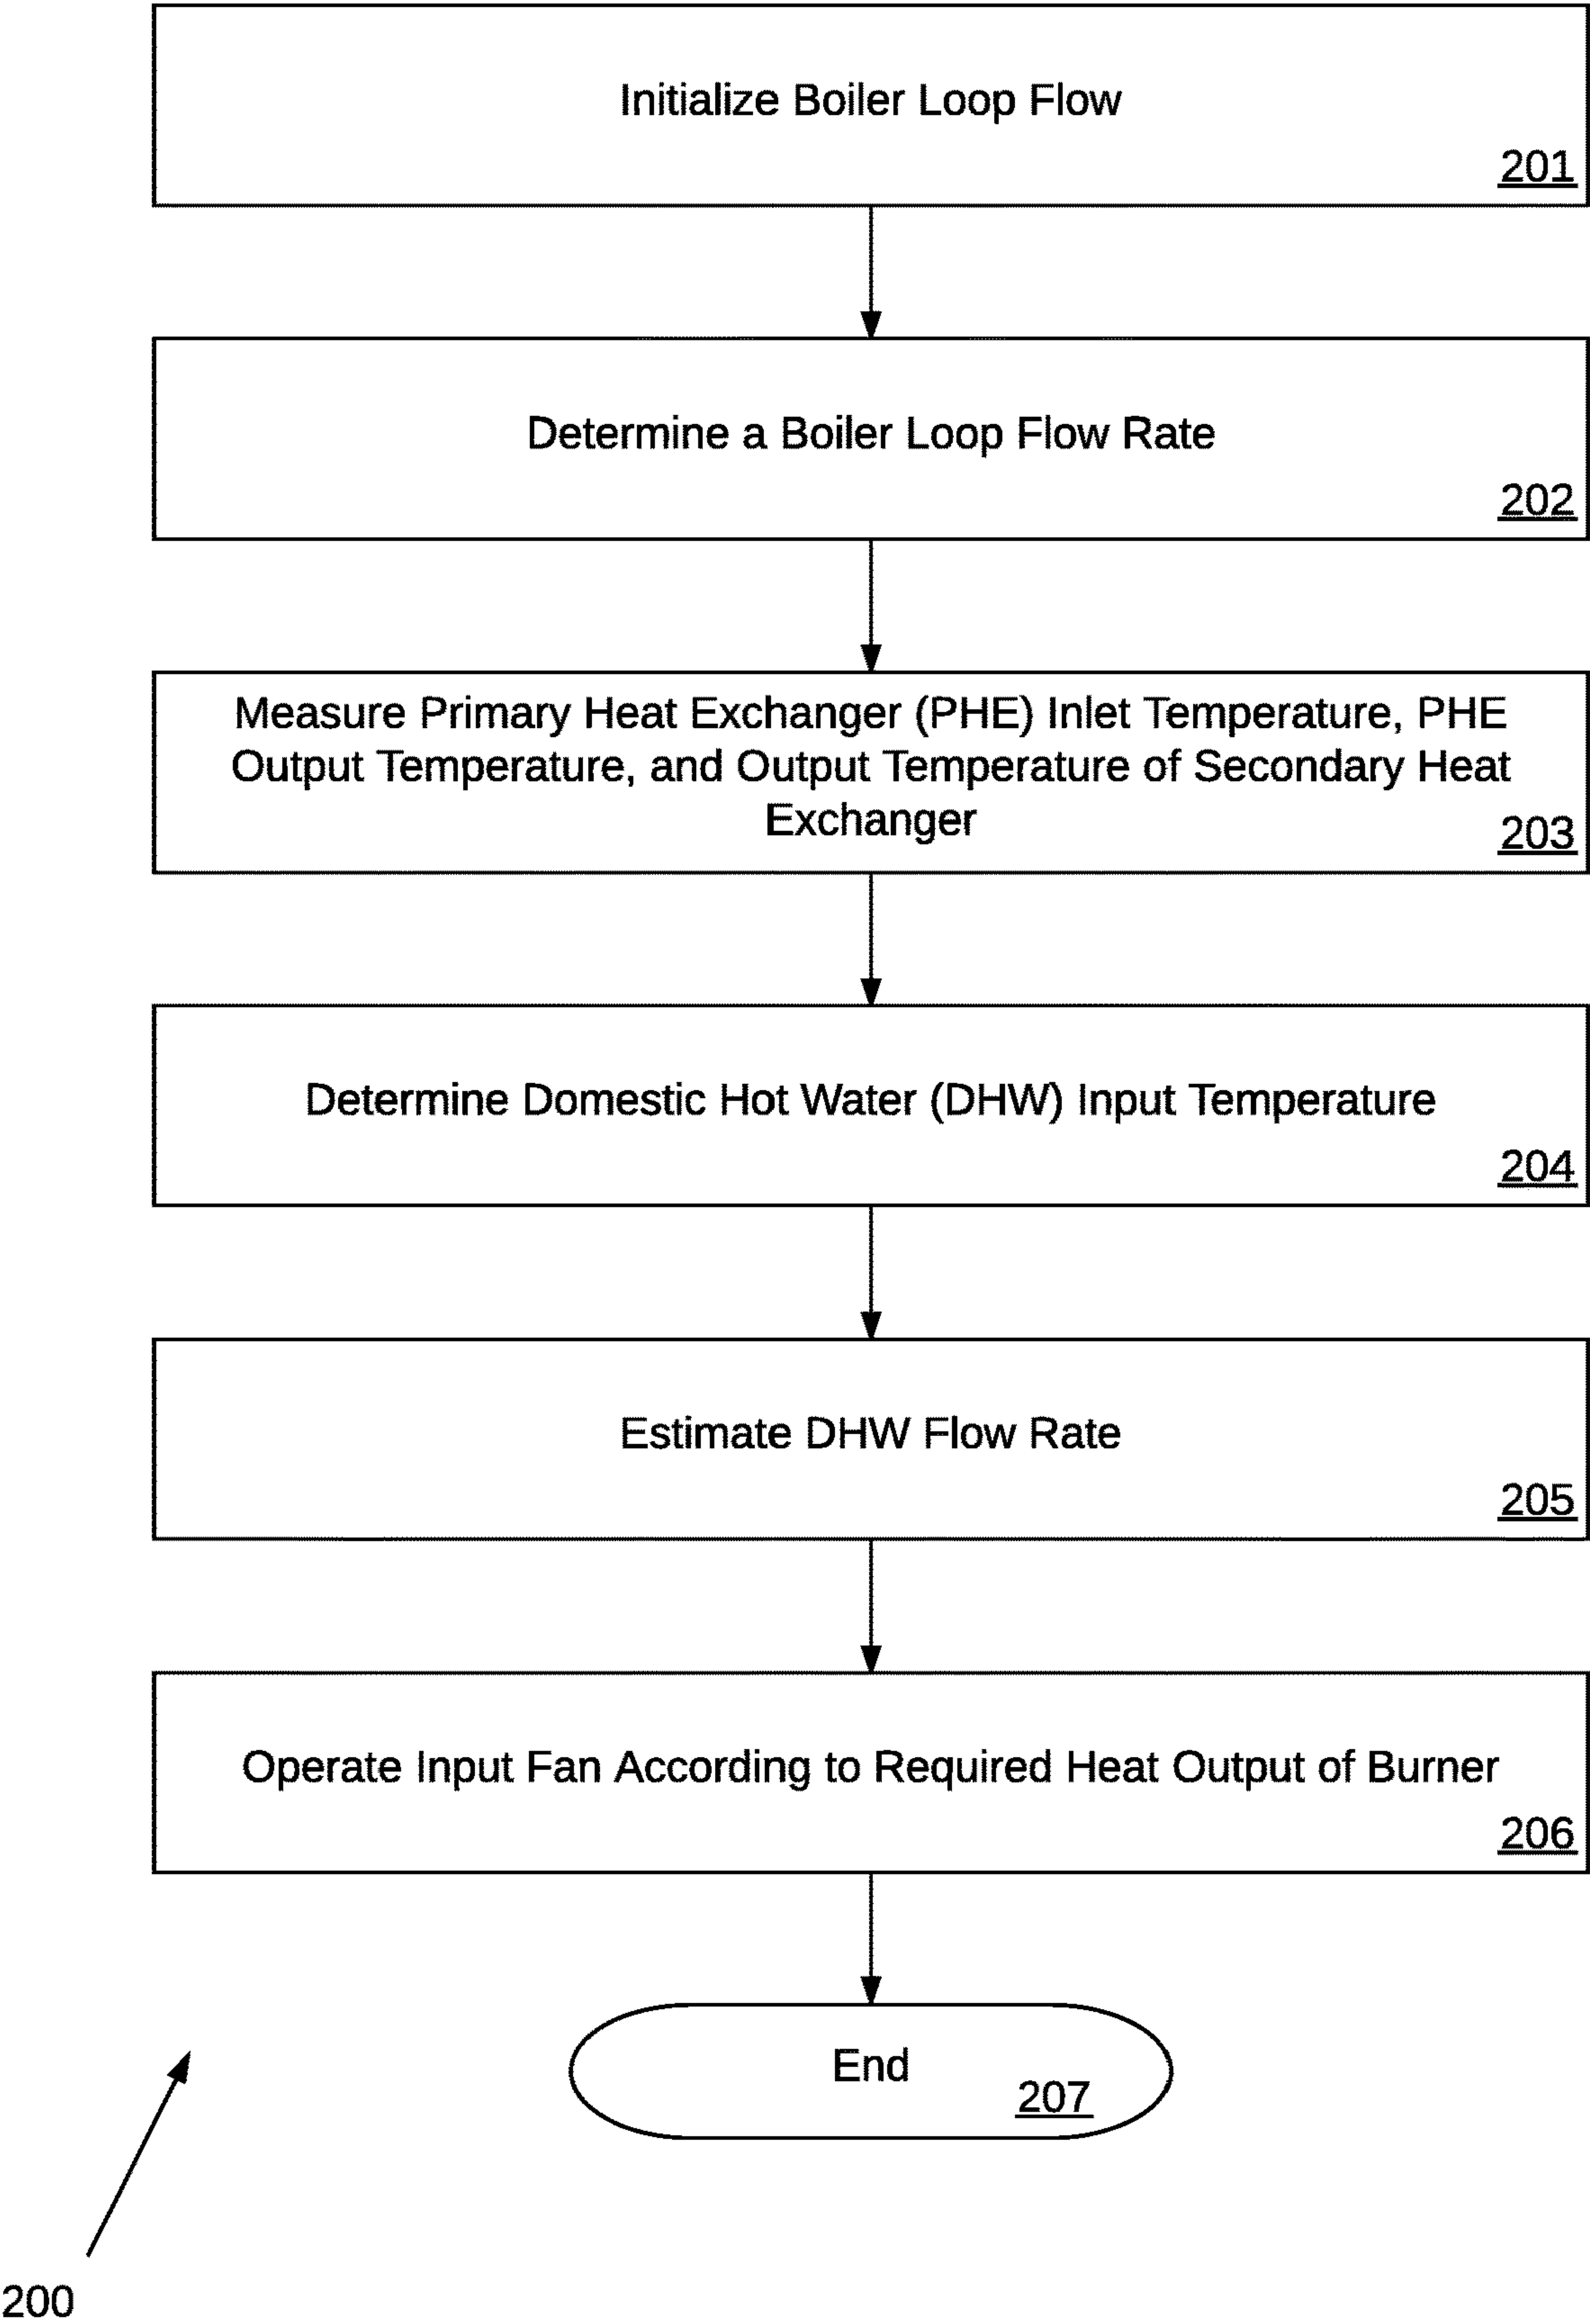 Initialize Boiler Loop Flow
201
Determine a Boiler Loop Flow Rate
202
Measure Primary Heat Exchanger (PHE) Inlet Temperature, PHE
Output Temperature, and Output Temperature of Secondary Heat
Exchanger
203
Determine Domestic Hot Water (DHW) Input Temperature
204
Estimate DHW Flow Rate
205
Operate Input Fan According to Required Heat Output of Burner
206
End
207
200